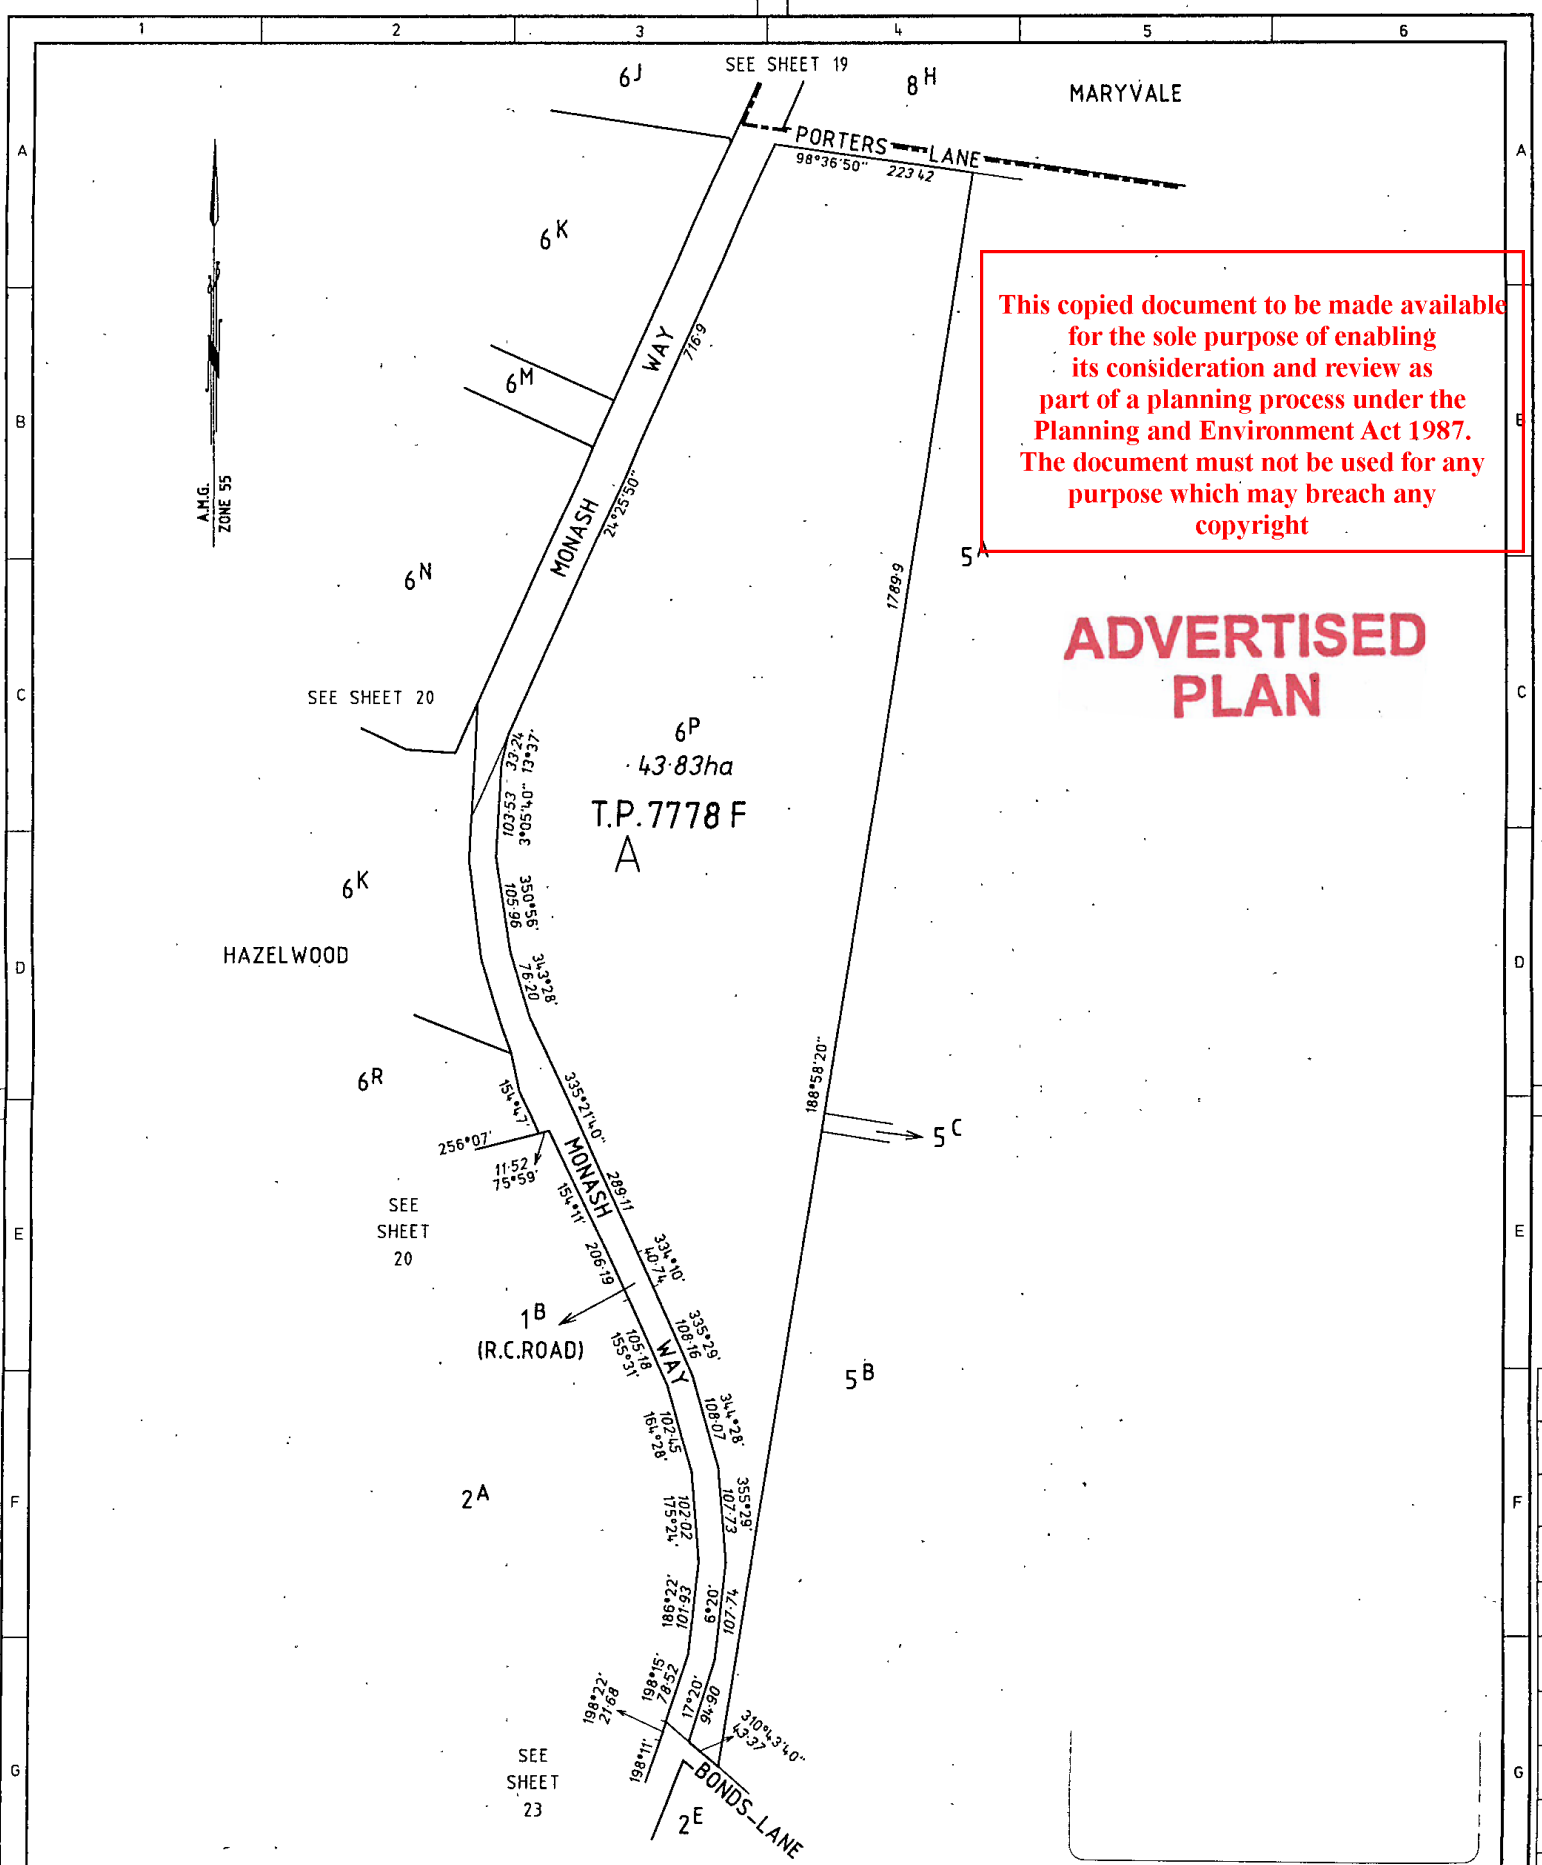 1 2 3 4 5 6
SEE SHEET 19
6J
8H
MARYVALE
A
A
PORTERS LANE
98°36'50" 223·42
6K
This copied document to be made available
for the sole purpose of enabling
its consideration and review as
part of a planning process under the
Planning and Environment Act 1987.
The document must not be used for any
purpose which may breach any
copyright
WAY
716·9
6M
B
B
A.M.G.
ZONE 55
24°25'50"
MONASH
5A
6N
1789·9
ADVERTISED
PLAN
SEE SHEET 20
C
C
6P
43·83ha
T.P. 7778 F
A
33·24
13°37'
103·53
3°05'40"
6K
350°56'
105·96
HAZELWOOD
D
D
343°28'
76·20
6R
188°58'20"
154°47'
335°21'40"
256°07'
5C
11·52
75°59'
MONASH
289·11
154°11'
SEE
SHEET
20
E
E
206·19
334°10'
40·74
1B
(R.C.ROAD)
335°29'
108·16
105·18
155°31'
WAY
5B
344°28'
108·07
102·45
164°28'
2A
F
F
355°29'
107·73
102·02
175°24'
186°22'
101·93
6°20'
107·74
198°15'
78·52
198°22'
21·68
17°20'
94·90
310°43'40"
43·37
198°11'
SEE
SHEET
23
G
G
BONDS LANE
2E